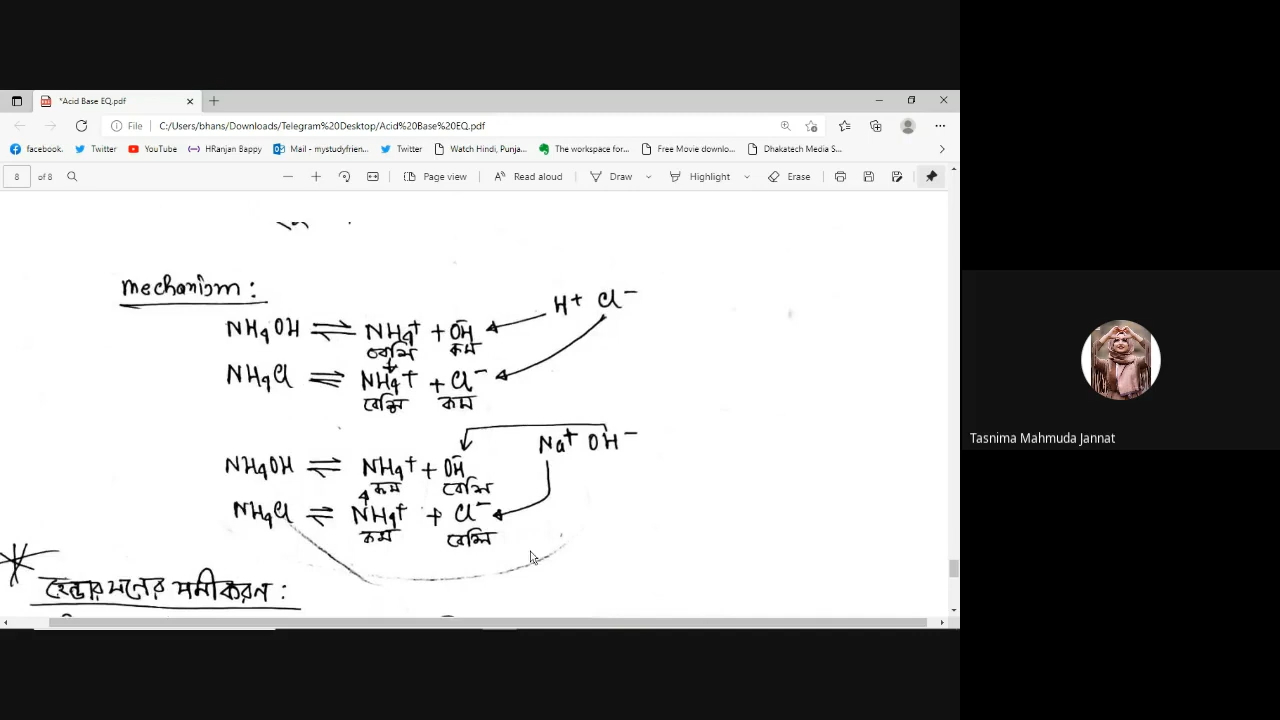 *Acid Base EQ.pdf
File C:/Users/bhans/Downloads/Telegram%20Desktop/Acid%20Base%20EQ.pdf
facebook. Twitter YouTube HRanjan Bappy Mail - mystudyfrien... Twitter Watch Hindi, Punja... The workspace for... Free Movie downlo... Dhakatech Media S...
8 of 8 Page view Read aloud Draw Highlight Erase
mechanism:
H⁺ Cl⁻
NH₄OH ⇌ NH₄⁺ + OH⁻
বেশি কম
NH₄Cl ⇌ NH₄⁺ + Cl⁻
বেশি কম
Na⁺ OH⁻
NH₄OH ⇌ NH₄⁺ + OH⁻
কম বেশি
NH₄Cl ⇌ NH₄⁺ + Cl⁻
কম বেশি
হেন্ডারসনের সমীকরণ:
Tasnima Mahmuda Jannat